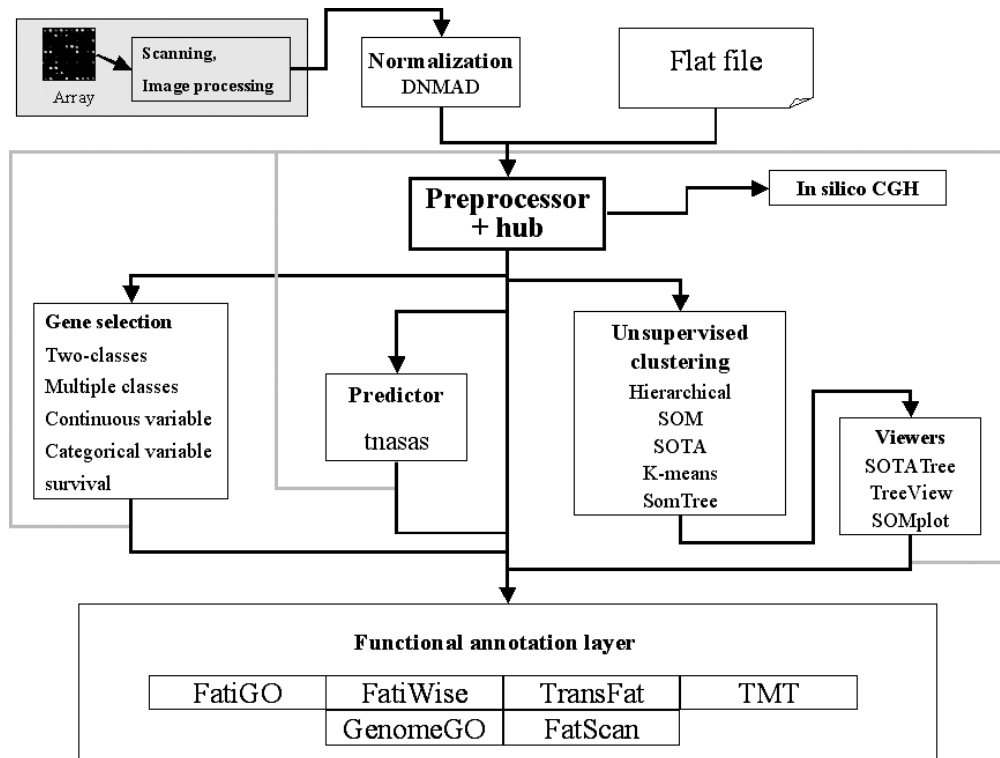 Scanning,
Image processing
Array
Normalization
DNMAD
Flat file
Preprocessor
+ hub
In silico CGH
Gene selection
Two-classes
Multiple classes
Continuous variable
Categorical variable
survival
Predictor
tnasas
Unsupervised
clustering
Hierarchical
SOM
SOTA
K-means
SomTree
Viewers
SOTATree
TreeView
SOMplot
Functional annotation layer
FatiGO FatiWise TransFat TMT
GenomeGO FatScan